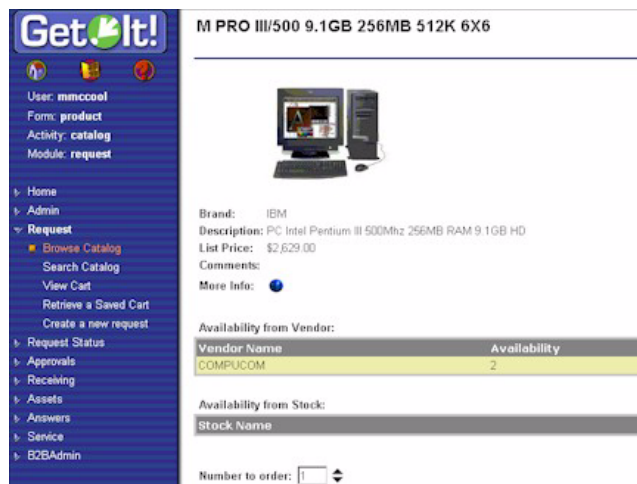 Get It!
User: mmccool
Form: product
Activity: catalog
Module: request
Home
Admin
Request
Browse Catalog
Search Catalog
View Cart
Retrieve a Saved Cart
Create a new request
Request Status
Approvals
Receiving
Assets
Answers
Service
B2BAdmin
M PRO III/500 9.1GB 256MB 512K 6X6
Brand: IBM
Description: PC Intel Pentium III 500Mhz 256MB RAM 9.1GB HD
List Price: $2,629.00
Comments:
More Info:
Availability from Vendor:
Vendor Name Availability
COMPUCOM 2
Availability from Stock:
Stock Name
Number to order: 1